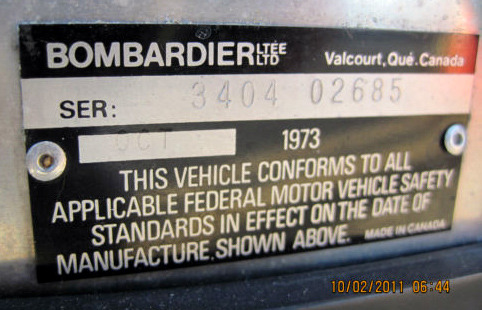 BOMBARDIER LTÉE LTD Valcourt, Qué. Canada
SER: 3404 02685
OCT 1973
THIS VEHICLE CONFORMS TO ALL
APPLICABLE FEDERAL MOTOR VEHICLE SAFETY
STANDARDS IN EFFECT ON THE DATE OF
MANUFACTURE SHOWN ABOVE. MADE IN CANADA
10/02/2011 06:44